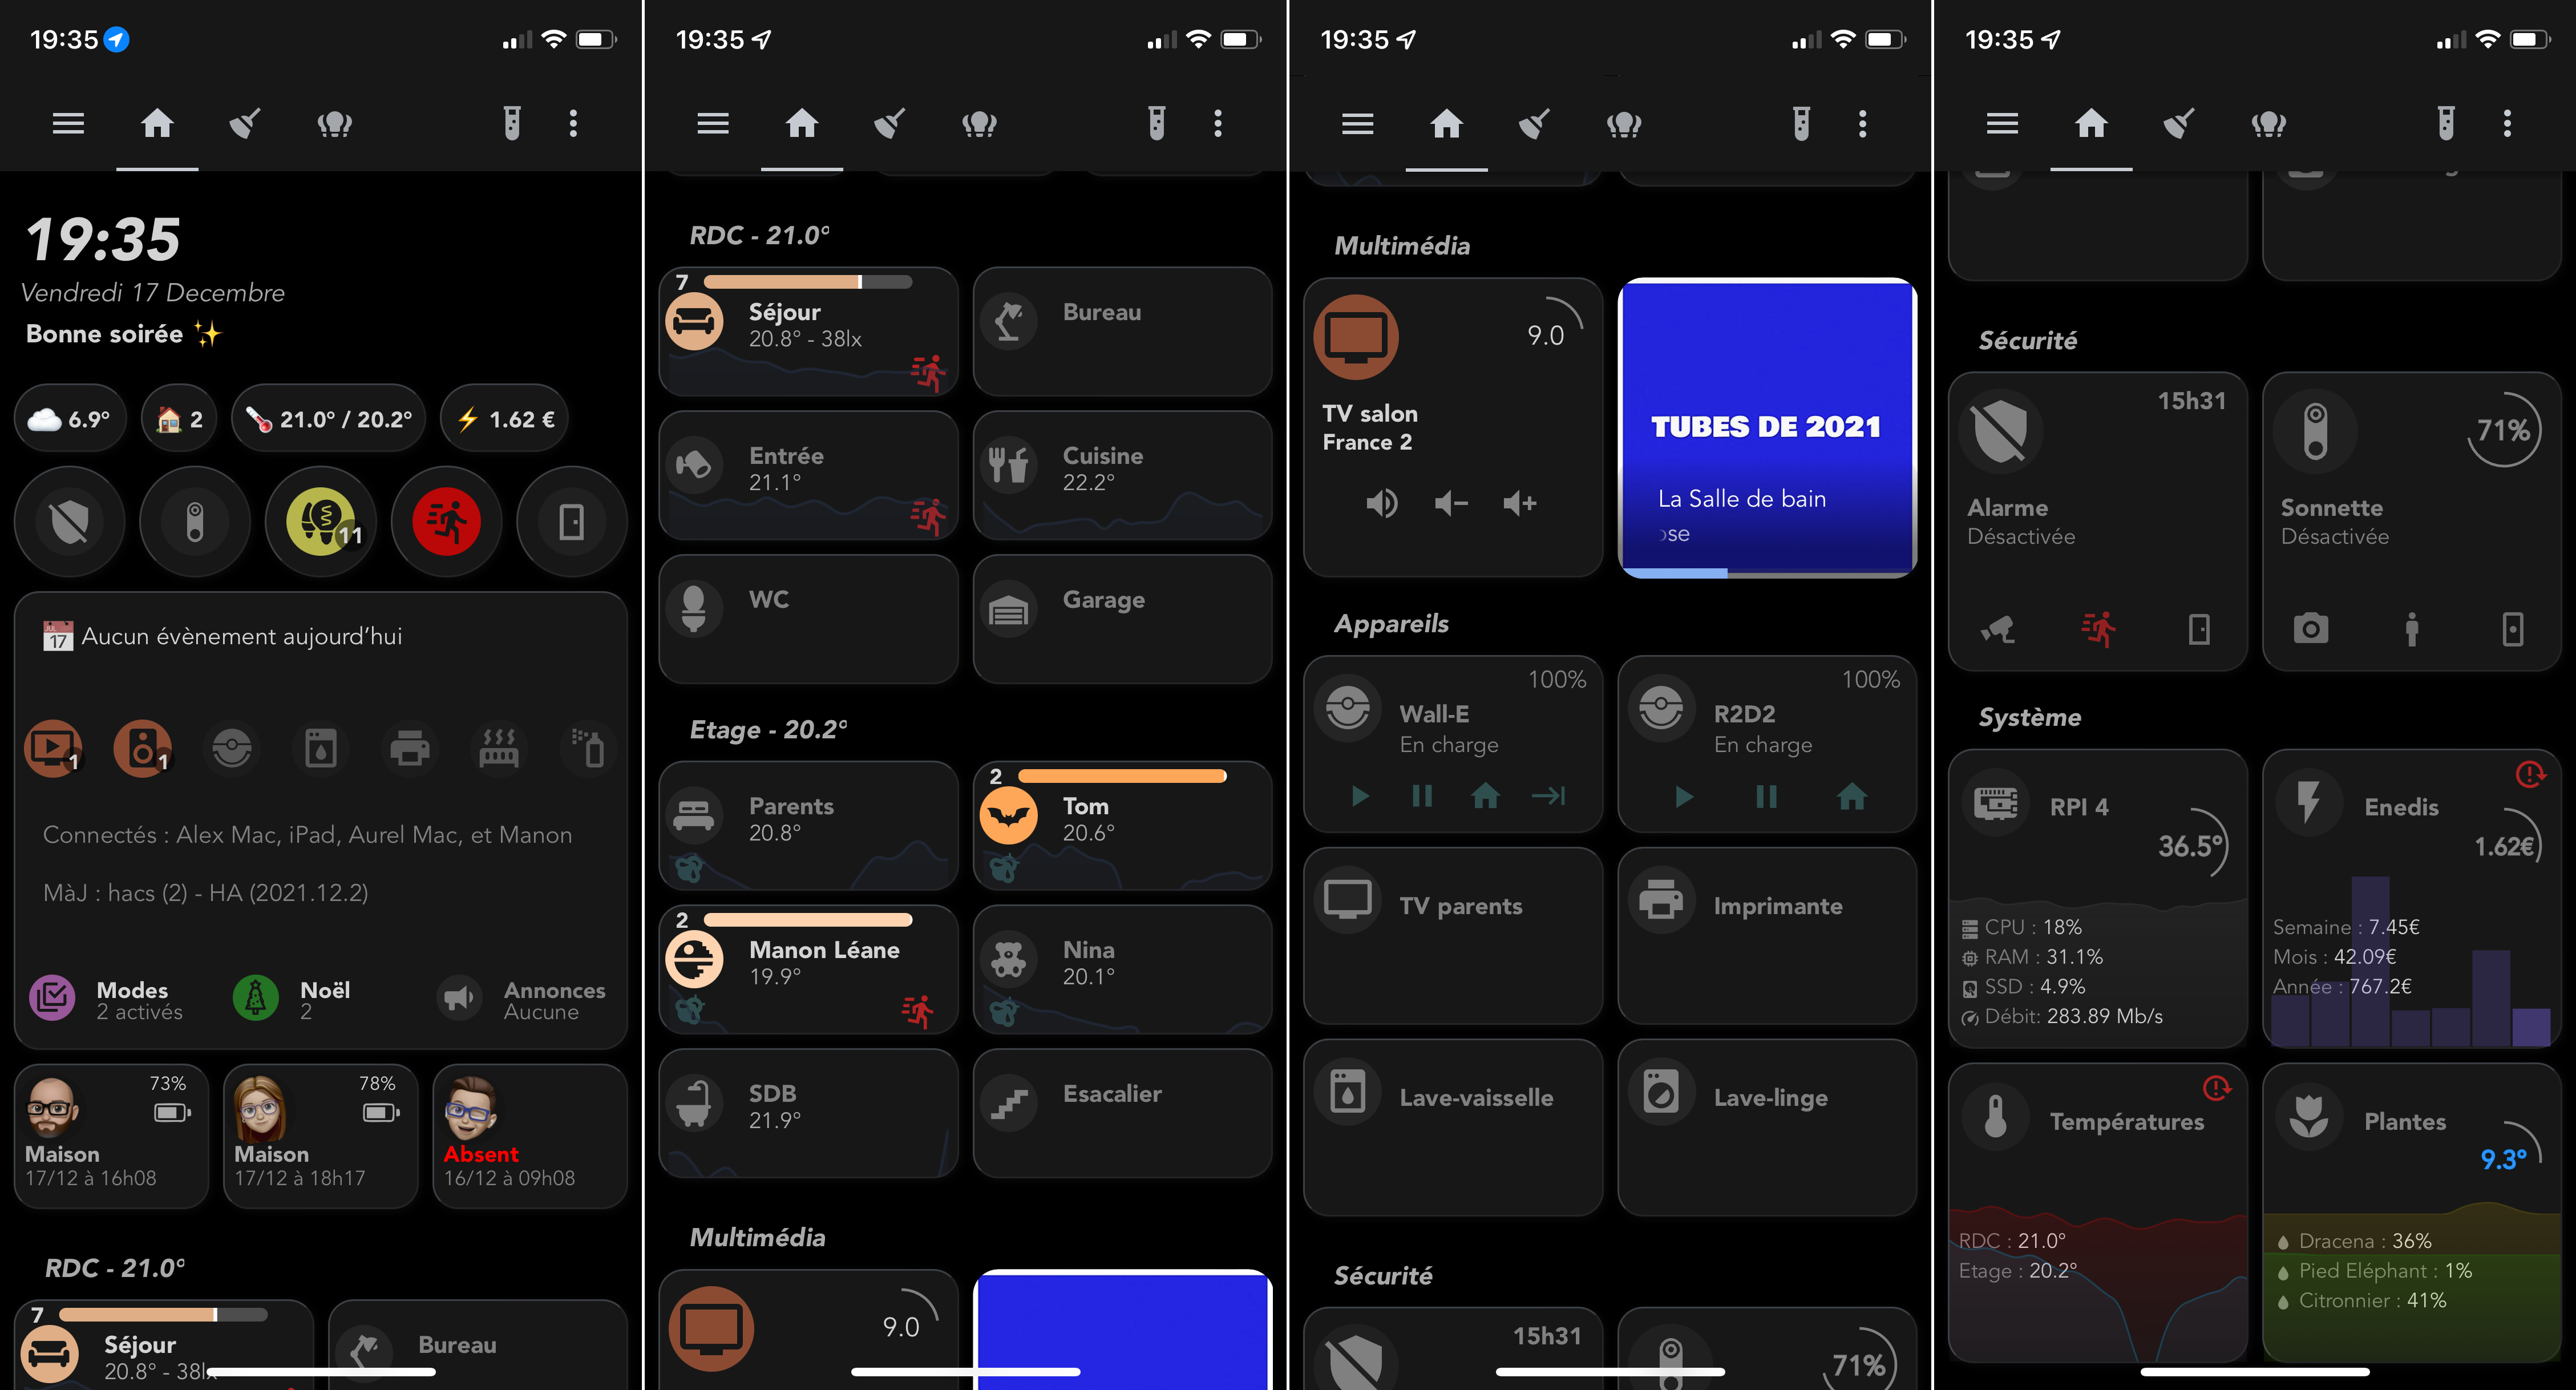 19:35
19:35
Vendredi 17 Decembre
Bonne soirée ✨
6.9°
2
21.0° / 20.2°
1.62 €
11
JUL 17
Aucun évènement aujourd'hui
1
1
Connectés : Alex Mac, iPad, Aurel Mac, et Manon
MàJ : hacs (2) - HA (2021.12.2)
Modes
2 activés
Noël
2
Annonces
Aucune
73%
Maison
17/12 à 16h08
78%
Maison
17/12 à 18h17
Absent
16/12 à 09h08
RDC - 21.0°
7
Séjour
20.8° - 38lx
Bureau
19:35
RDC - 21.0°
7
Séjour
20.8° - 38lx
Bureau
Entrée
21.1°
Cuisine
22.2°
WC
Garage
Etage - 20.2°
Parents
20.8°
2
Tom
20.6°
2
Manon Léane
19.9°
Nina
20.1°
SDB
21.9°
Esacalier
Multimédia
9.0
19:35
Multimédia
9.0
TV salon
France 2
TUBES DE 2021
La Salle de bain
ose
Appareils
100%
Wall-E
En charge
100%
R2D2
En charge
TV parents
Imprimante
Lave-vaisselle
Lave-linge
Sécurité
15h31
71%
19:35
Sécurité
15h31
Alarme
Désactivée
71%
Sonnette
Désactivée
Système
RPI 4
36.5°
CPU : 18%
RAM : 31.1%
SSD : 4.9%
Débit: 283.89 Mb/s
Enedis
1.62€
Semaine : 7.45€
Mois : 42.09€
Année : 767.2€
Températures
RDC : 21.0°
Etage : 20.2°
Plantes
9.3°
Dracena : 36%
Pied Eléphant : 1%
Citronnier : 41%